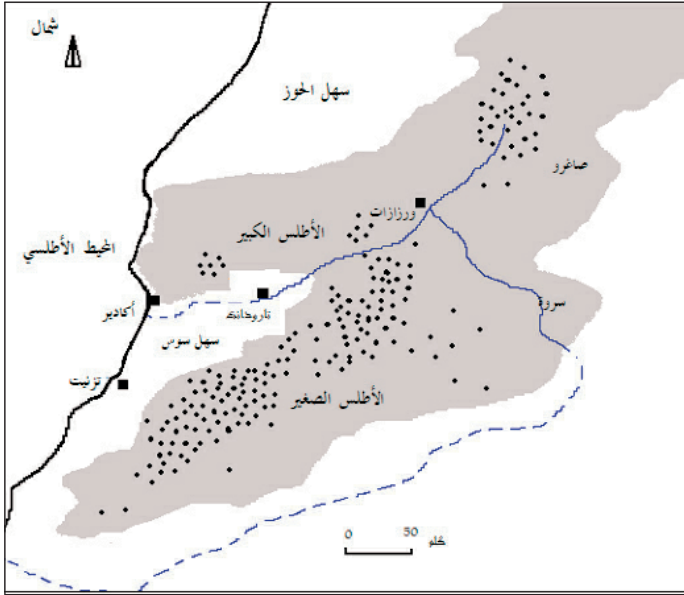 شمال
سهل الحوز
صاغرو
ورزازات
الأطلس الكبير
المحيط الأطلسي
أكادير
تارودانت
سروة
سهل سوس
تزنيت
الأطلس الصغير
0 50 كلم